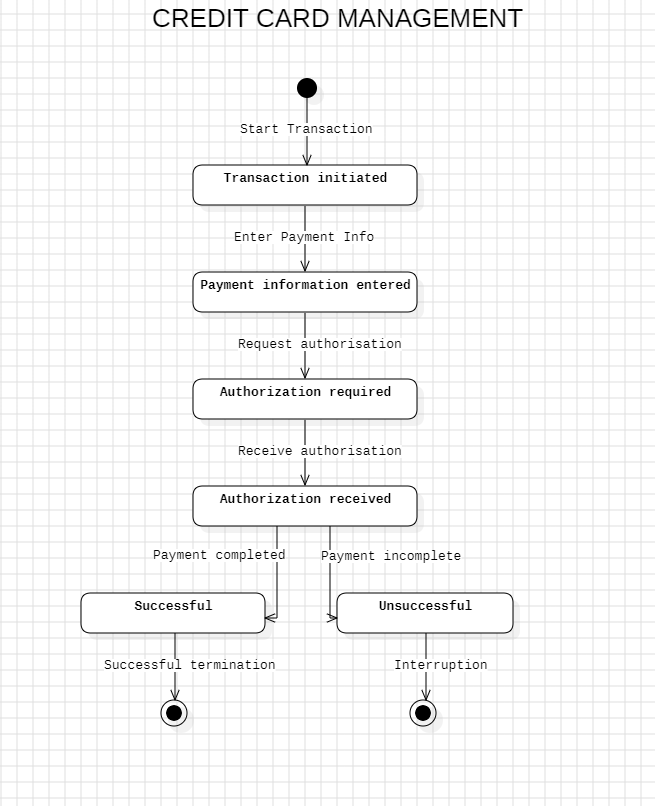 CREDIT CARD MANAGEMENT
Start Transaction
Transaction initiated
Enter Payment Info
Payment information entered
Request authorisation
Authorization required
Receive authorisation
Authorization received
Payment completed
Payment incomplete
Successful
Unsuccessful
Successful termination
Interruption